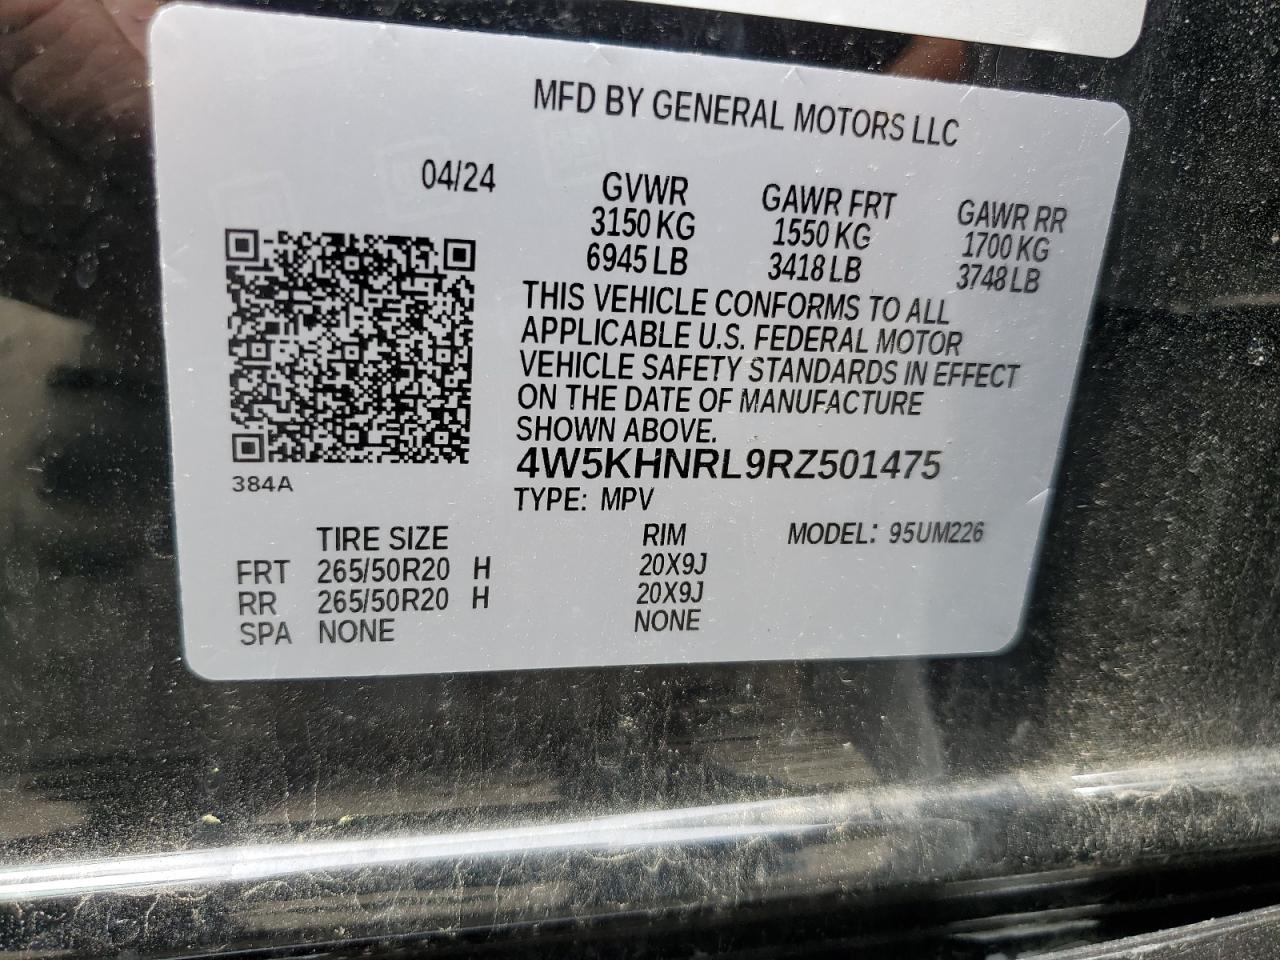 MFD BY GENERAL MOTORS LLC
04/24
GVWR GAWR FRT GAWR RR
3150 KG 1550 KG 1700 KG
6945 LB 3418 LB 3748 LB
THIS VEHICLE CONFORMS TO ALL
APPLICABLE U.S. FEDERAL MOTOR
VEHICLE SAFETY STANDARDS IN EFFECT
ON THE DATE OF MANUFACTURE
SHOWN ABOVE.
4W5KHNRL9RZ501475
384A
TYPE: MPV
TIRE SIZE RIM MODEL: 95UM226
FRT 265/50R20 H 20X9J
RR 265/50R20 H 20X9J
SPA NONE NONE